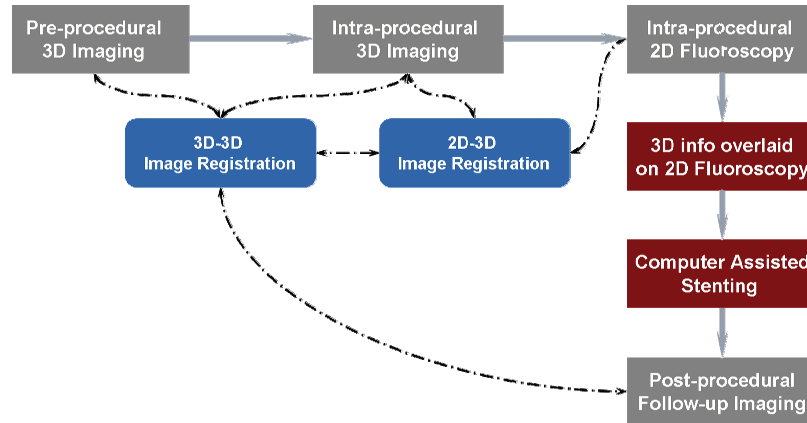 Pre-procedural
3D Imaging
Intra-procedural
3D Imaging
Intra-procedural
2D Fluoroscopy
3D-3D
Image Registration
2D-3D
Image Registration
3D info overlaid
on 2D Fluoroscopy
Computer Assisted
Stenting
Post-procedural
Follow-up Imaging